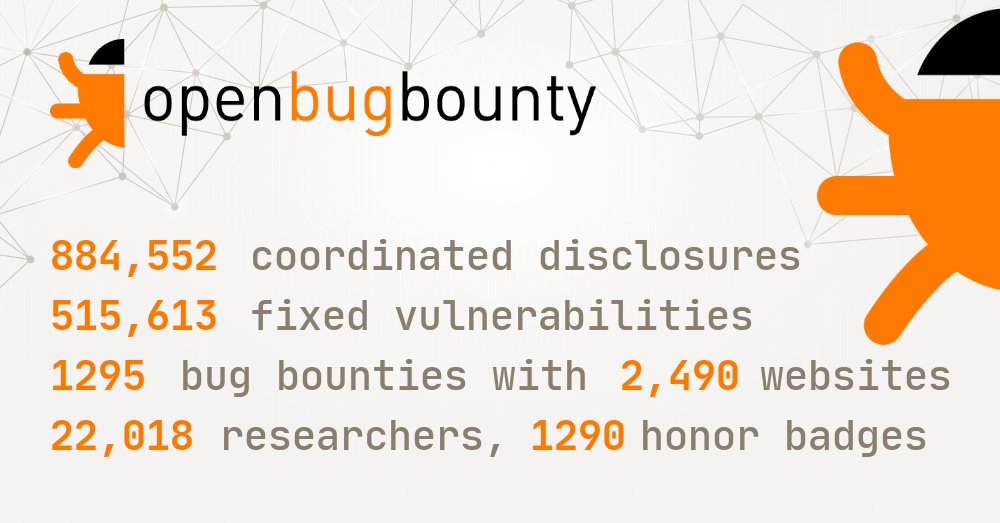 openbugbounty
884,552 coordinated disclosures
515,613 fixed vulnerabilities
1295 bug bounties with 2,490 websites
22,018 researchers, 1290 honor badges